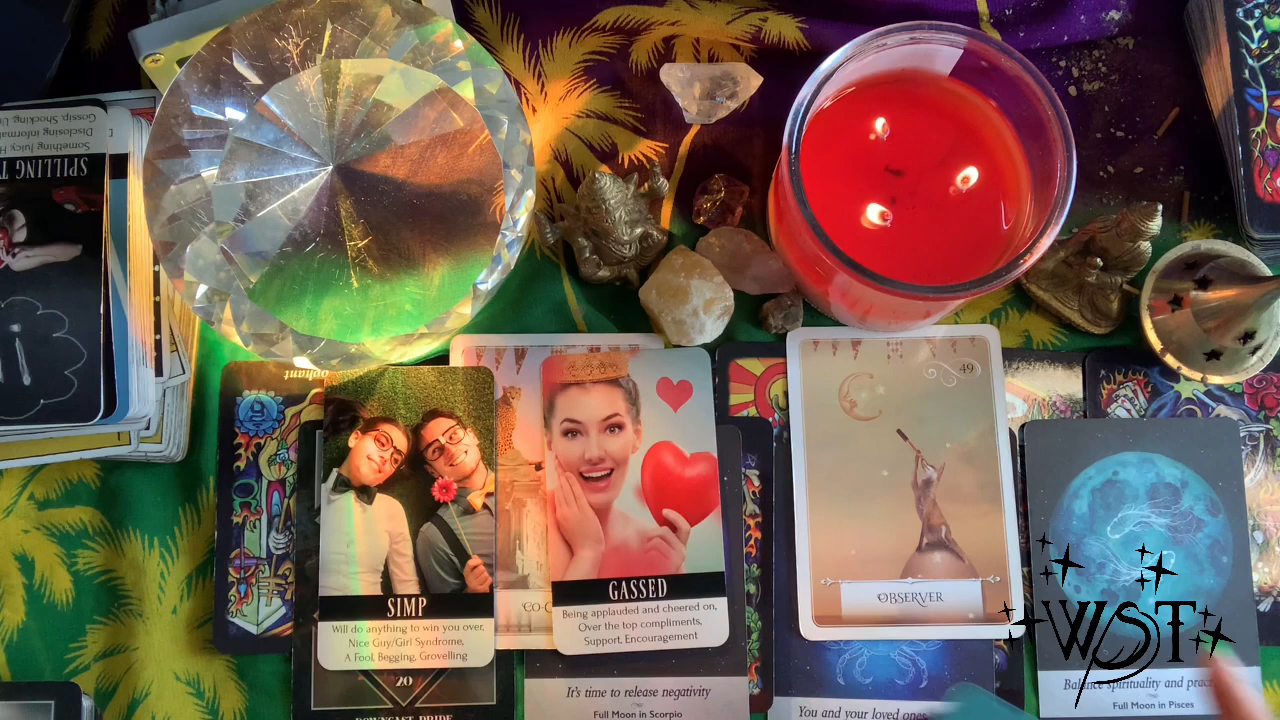 Something Juicy
Disclosing informa
Gossip, Shocking, Un
SPILLING T
ophant
49
SIMP
Will do anything to win you over,
Nice Guy/Girl Syndrome,
A Fool, Begging, Grovelling
20
DOWNCAST PRIDE
CO-C
GASSED
Being applauded and cheered on,
Over the top compliments,
Support, Encouragement
It's time to release negativity
Full Moon in Scorpio
OBSERVER
You and your loved ones
WST
Balance spirituality and prac
Full Moon in Pisces